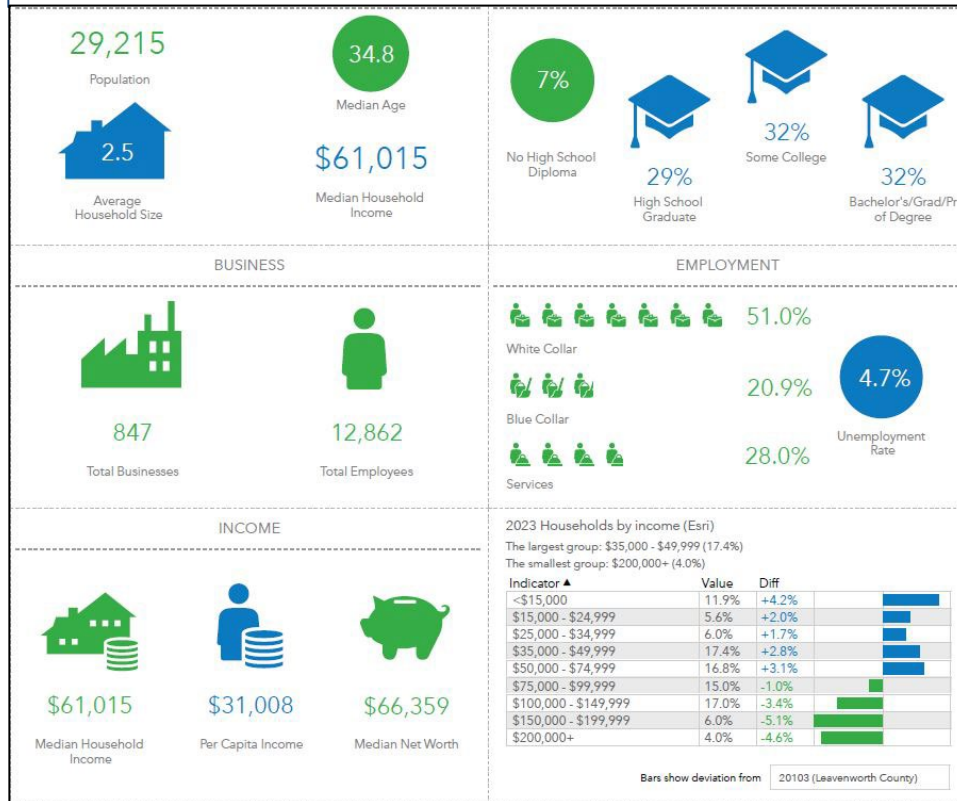 29,215
Population
34.8
Median Age
2.5
Average
Household Size
$61,015
Median Household
Income
7%
No High School
Diploma
29%
High School
Graduate
32%
Some College
32%
Bachelor's/Grad/Pr
of Degree
BUSINESS
847
Total Businesses
12,862
Total Employees
EMPLOYMENT
51.0%
White Collar
20.9%
Blue Collar
28.0%
Services
4.7%
Unemployment
Rate
INCOME
$61,015
Median Household
Income
$31,008
Per Capita Income
$66,359
Median Net Worth
2023 Households by income (Esri)
The largest group: $35,000 - $49,999 (17.4%)
The smallest group: $200,000+ (4.0%)
Indicator ▲ Value Diff
<$15,000 11.9% +4.2%
$15,000 - $24,999 5.6% +2.0%
$25,000 - $34,999 6.0% +1.7%
$35,000 - $49,999 17.4% +2.8%
$50,000 - $74,999 16.8% +3.1%
$75,000 - $99,999 15.0% -1.0%
$100,000 - $149,999 17.0% -3.4%
$150,000 - $199,999 6.0% -5.1%
$200,000+ 4.0% -4.6%
Bars show deviation from 20103 (Leavenworth County)